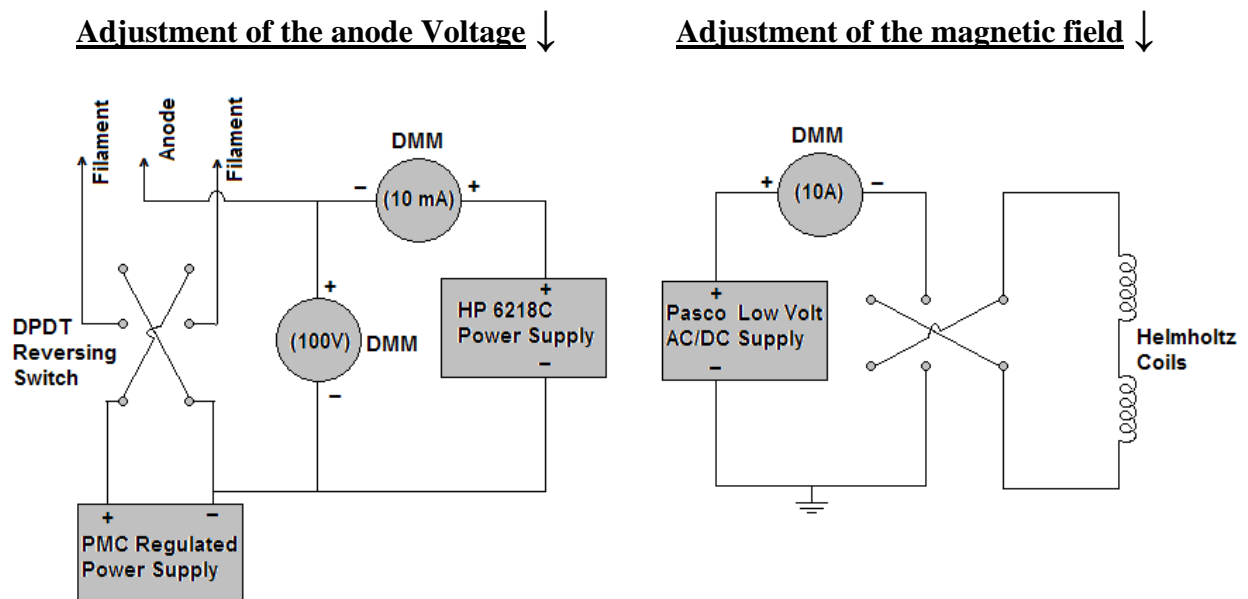 Adjustment of the anode Voltage ↓
Filament
Anode
Filament
DMM
− +
(10 mA)
+
HP 6218C
Power Supply
−
+
(100V)
DMM
−
DPDT
Reversing
Switch
+ −
PMC Regulated
Power Supply
Adjustment of the magnetic field ↓
DMM
+ −
(10A)
+
Pasco Low Volt
AC/DC Supply
−
Helmholtz
Coils